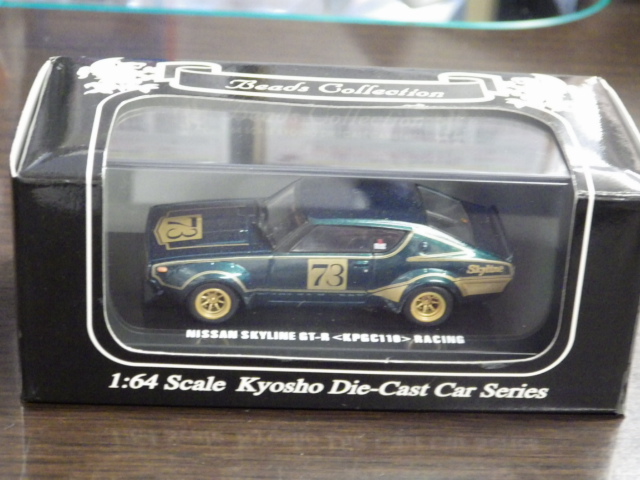 Beads Collection
73
73
Skyline
NISSAN SKYLINE GT-R <KPGC110> RACING
1:64 Scale Kyosho Die-Cast Car Series